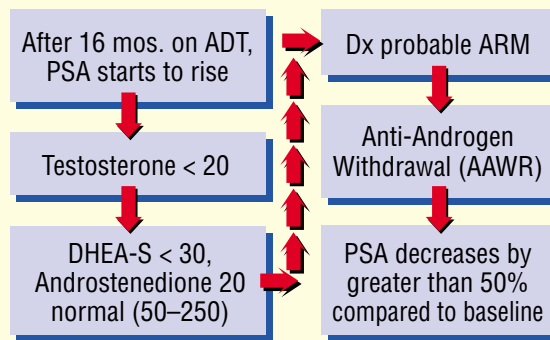 After 16 mos. on ADT,
PSA starts to rise
Testosterone < 20
DHEA-S < 30,
Androstenedione 20
normal (50–250)
Dx probable ARM
Anti-Androgen
Withdrawal (AAWR)
PSA decreases by
greater than 50%
compared to baseline